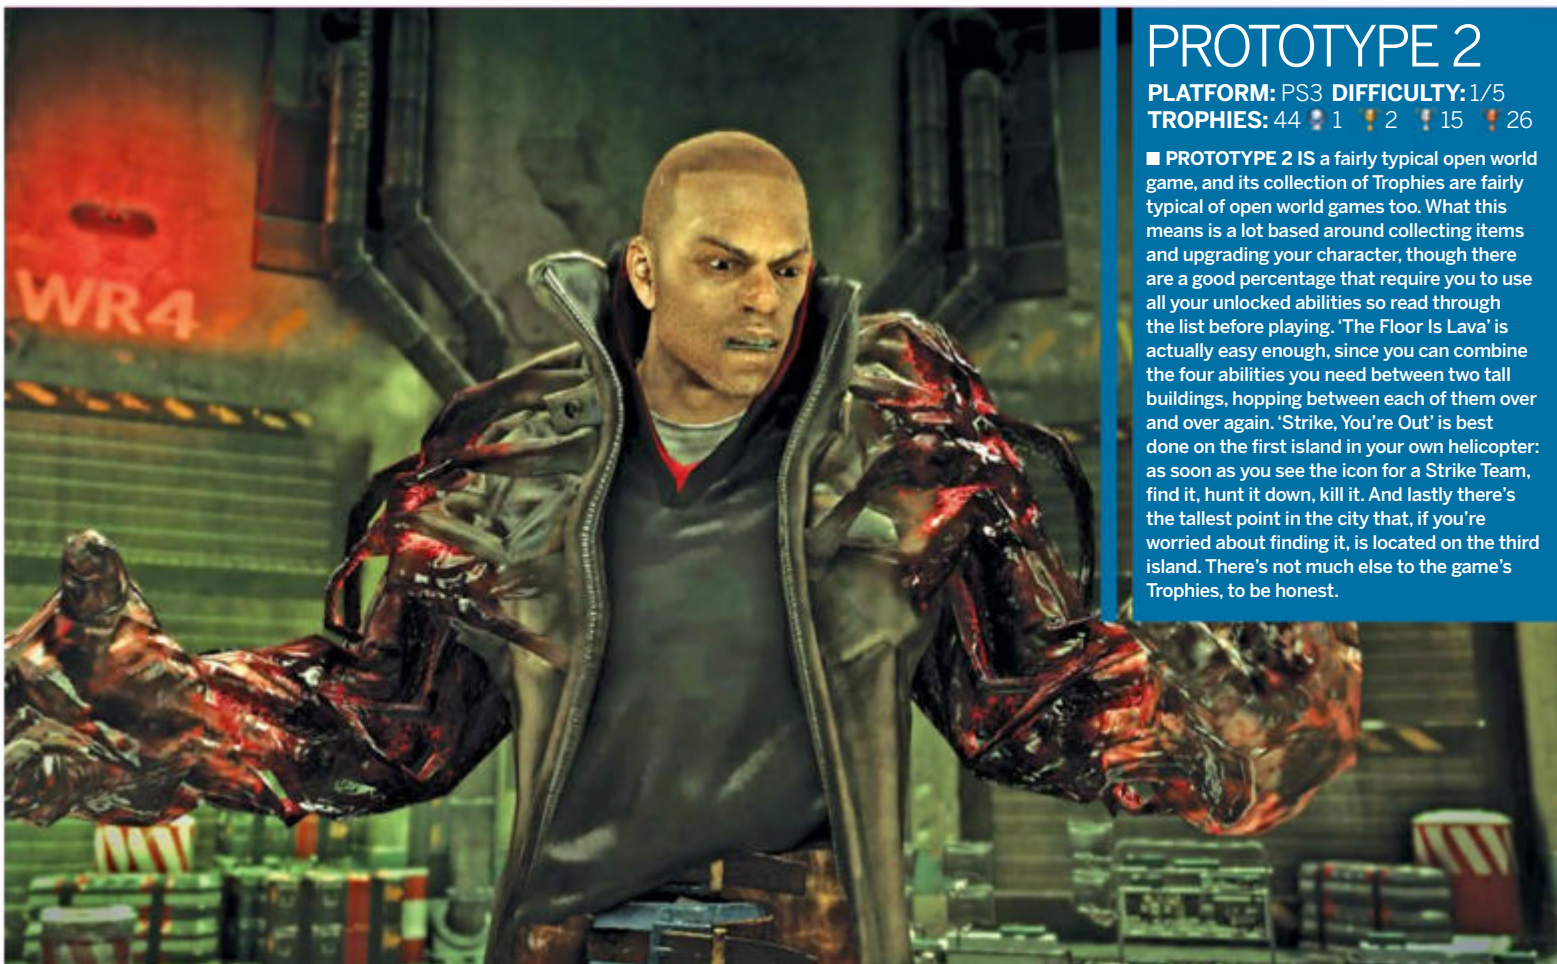 WR4
PROTOTYPE 2
PLATFORM: PS3 DIFFICULTY: 1/5
TROPHIES: 44 1 2 15 26
■ PROTOTYPE 2 IS a fairly typical open world
game, and its collection of Trophies are fairly
typical of open world games too. What this
means is a lot based around collecting items
and upgrading your character, though there
are a good percentage that require you to use
all your unlocked abilities so read through
the list before playing. ‘The Floor Is Lava’ is
actually easy enough, since you can combine
the four abilities you need between two tall
buildings, hopping between each of them over
and over again. ‘Strike, You’re Out’ is best
done on the first island in your own helicopter:
as soon as you see the icon for a Strike Team,
find it, hunt it down, kill it. And lastly there’s
the tallest point in the city that, if you’re
worried about finding it, is located on the third
island. There’s not much else to the game’s
Trophies, to be honest.